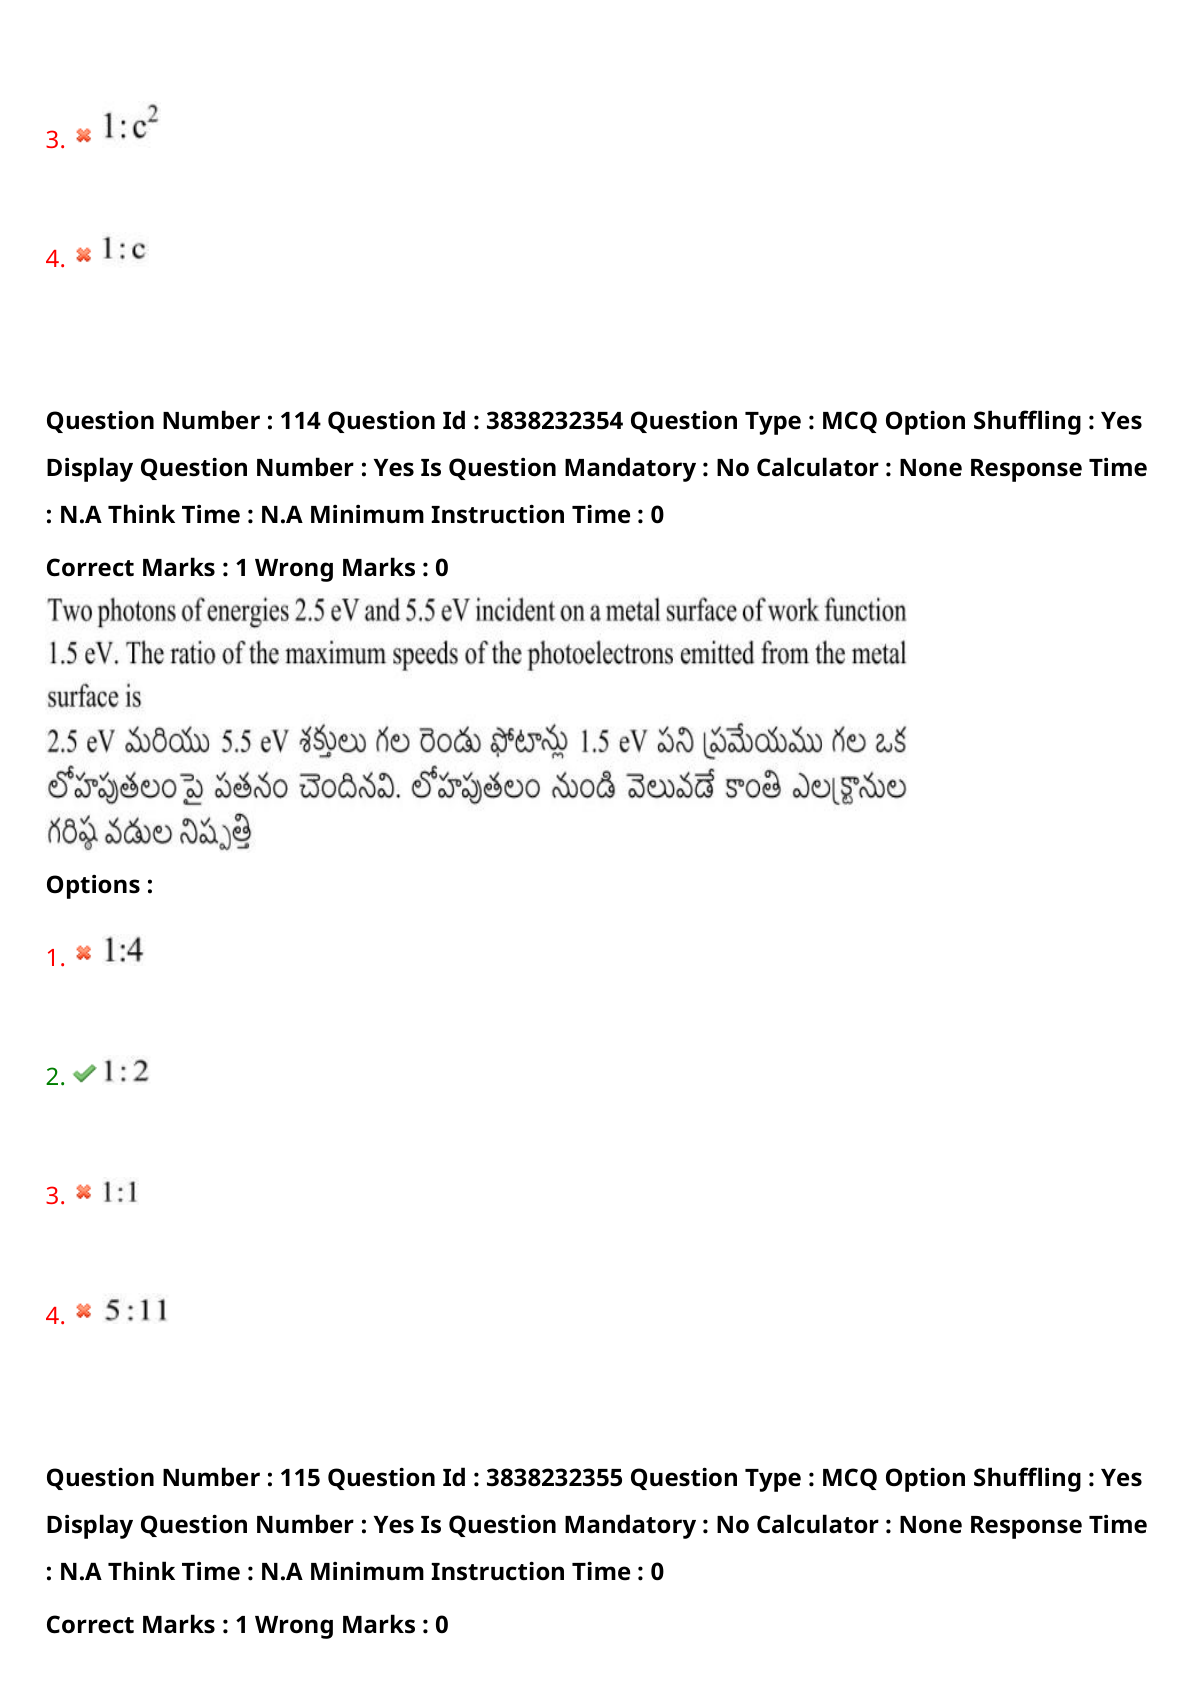 3. 1:c²
4. 1:c
Question Number : 114 Question Id : 3838232354 Question Type : MCQ Option Shuffling : Yes
Display Question Number : Yes Is Question Mandatory : No Calculator : None Response Time
: N.A Think Time : N.A Minimum Instruction Time : 0
Correct Marks : 1 Wrong Marks : 0
Two photons of energies 2.5 eV and 5.5 eV incident on a metal surface of work function
1.5 eV. The ratio of the maximum speeds of the photoelectrons emitted from the metal
surface is
2.5 eV మరియు 5.5 eV శక్తులు గల రెండు ఫోటాన్లు 1.5 eV పని ప్రమేయము గల ఒక
లోహపుతలంపై పతనం చెందినవి. లోహపుతలం నుండి వెలువడే కాంతి ఎలక్ట్రానుల
గరిష్ఠ వడుల నిష్పత్తి
Options :
1. 1:4
2. 1:2
3. 1:1
4. 5:11
Question Number : 115 Question Id : 3838232355 Question Type : MCQ Option Shuffling : Yes
Display Question Number : Yes Is Question Mandatory : No Calculator : None Response Time
: N.A Think Time : N.A Minimum Instruction Time : 0
Correct Marks : 1 Wrong Marks : 0